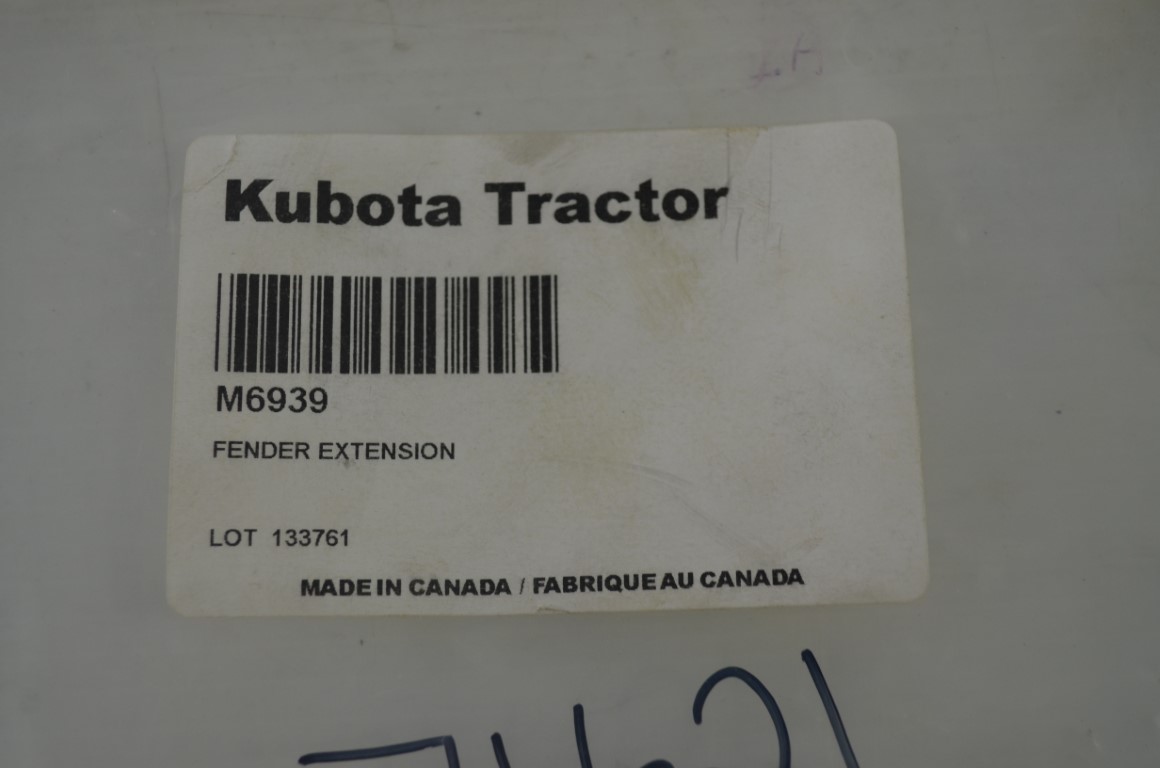 Kubota Tractor
M6939
FENDER EXTENSION
LOT 133761
MADE IN CANADA / FABRIQUE AU CANADA